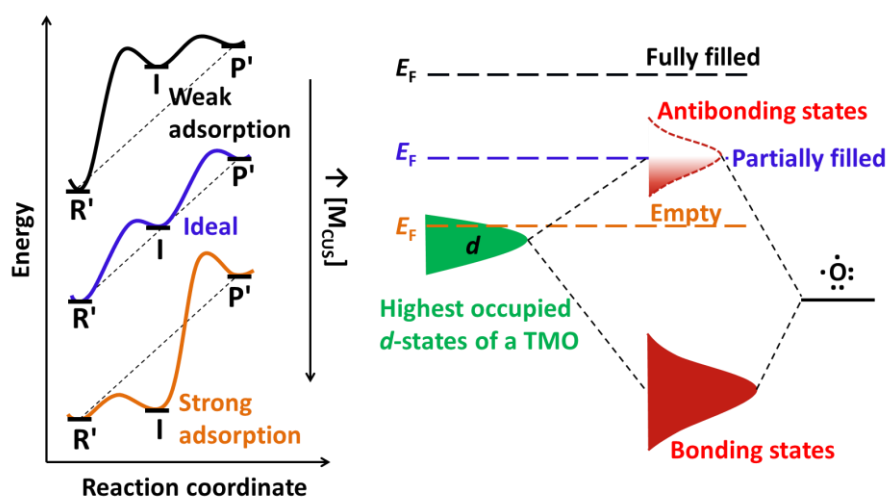 Energy
Reaction coordinate
R'
I
P'
Weak
adsorption
R'
Ideal
I
P'
R'
I
P'
Strong
adsorption
↑ [M_CUS]
E_F
Fully filled
Antibonding states
E_F
Partially filled
E_F
Empty
d
Highest occupied
d-states of a TMO
Ö
Bonding states